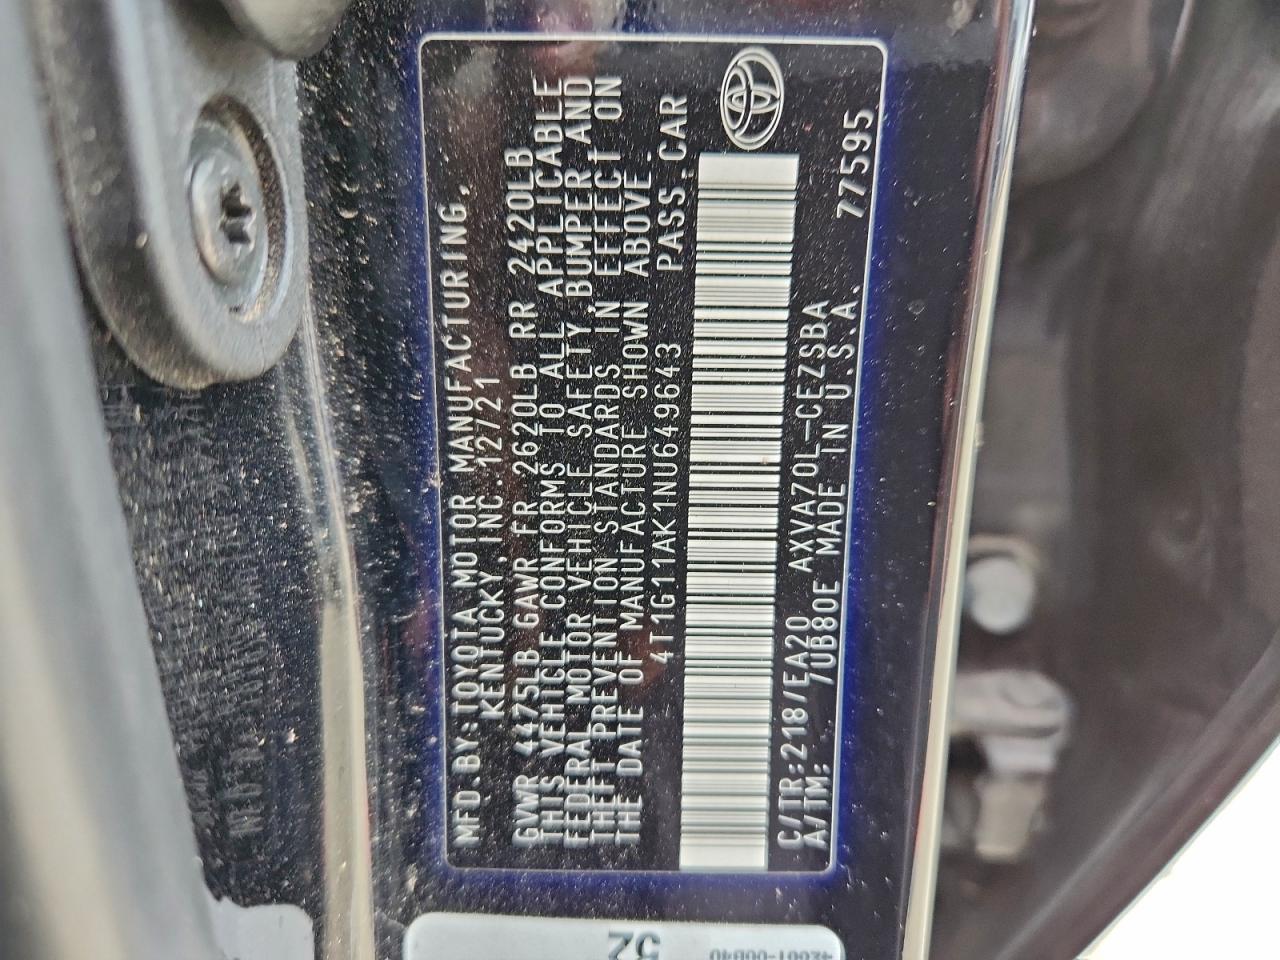 MFD.BY:TOYOTA MOTOR MANUFACTURING,
KENTUCKY,INC.12/21
GVWR 4475LB GAWR FR 2620LB RR 2420LB
THIS VEHICLE CONFORMS TO ALL APPLICABLE
FEDERAL MOTOR VEHICLE SAFETY,BUMPER AND
THEFT PREVENTION STANDARDS IN EFFECT ON
THE DATE OF MANUFACTURE SHOWN ABOVE.
4T1G11AK1NU649643 PASS.CAR
C/TR:218/EA20 AXVA70L-CEZSBA
A/TM: /UB80E MADE IN U.S.A. 77595
52